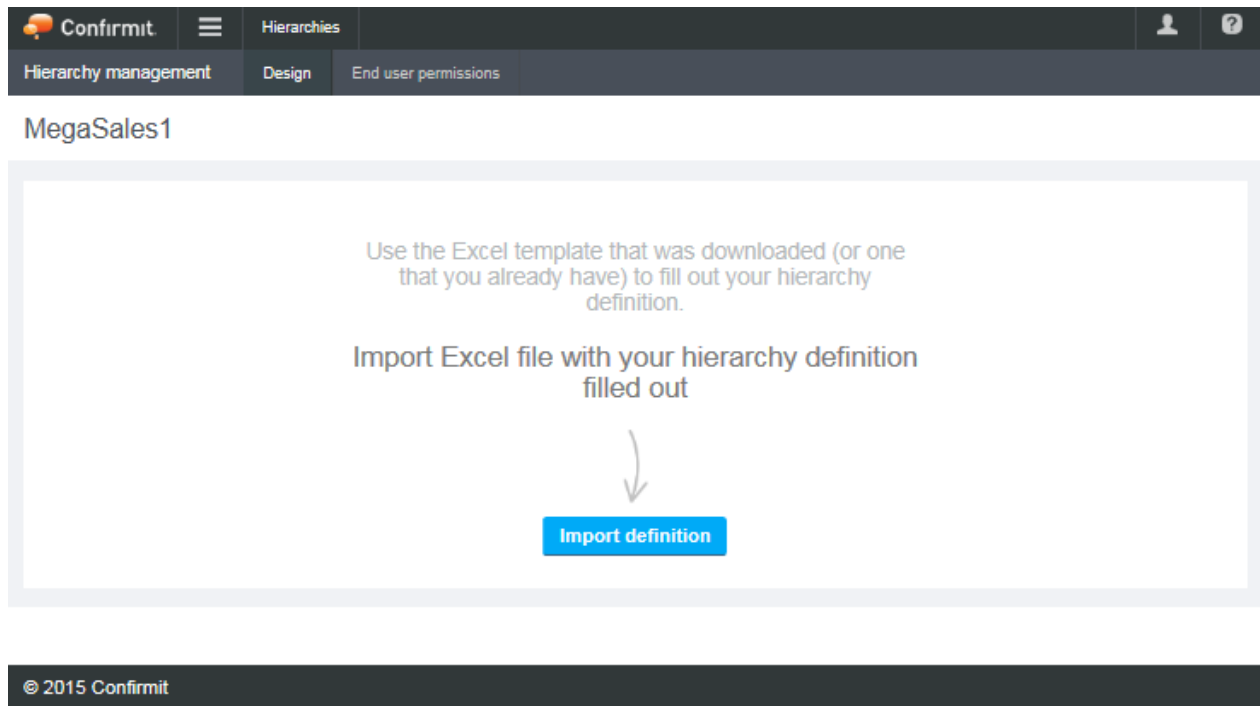 Confirmit.
Hierarchies
Hierarchy management
Design
End user permissions
MegaSales1
Use the Excel template that was downloaded (or one
that you already have) to fill out your hierarchy
definition.
Import Excel file with your hierarchy definition
filled out
Import definition
© 2015 Confirmit